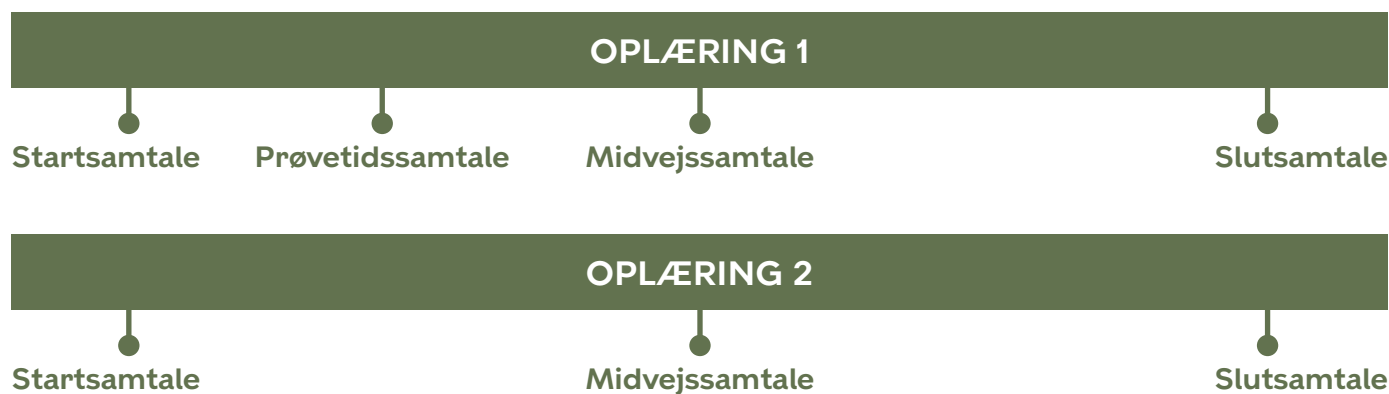 OPLÆRING 1
Startsamtale Prøvetidssamtale Midvejssamtale Slutsamtale
OPLÆRING 2
Startsamtale Midvejssamtale Slutsamtale